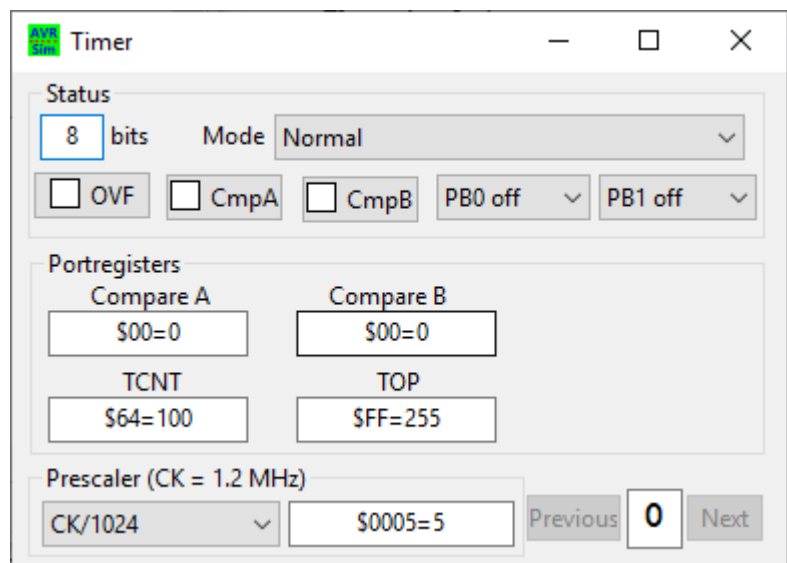 AVR
Sim
Timer
Status
8 bits Mode Normal
OVF CmpA CmpB PB0 off PB1 off
Portregisters
Compare A Compare B
$00=0 $00=0
TCNT TOP
$64=100 $FF=255
Prescaler (CK = 1.2 MHz)
CK/1024 $0005=5 Previous 0 Next